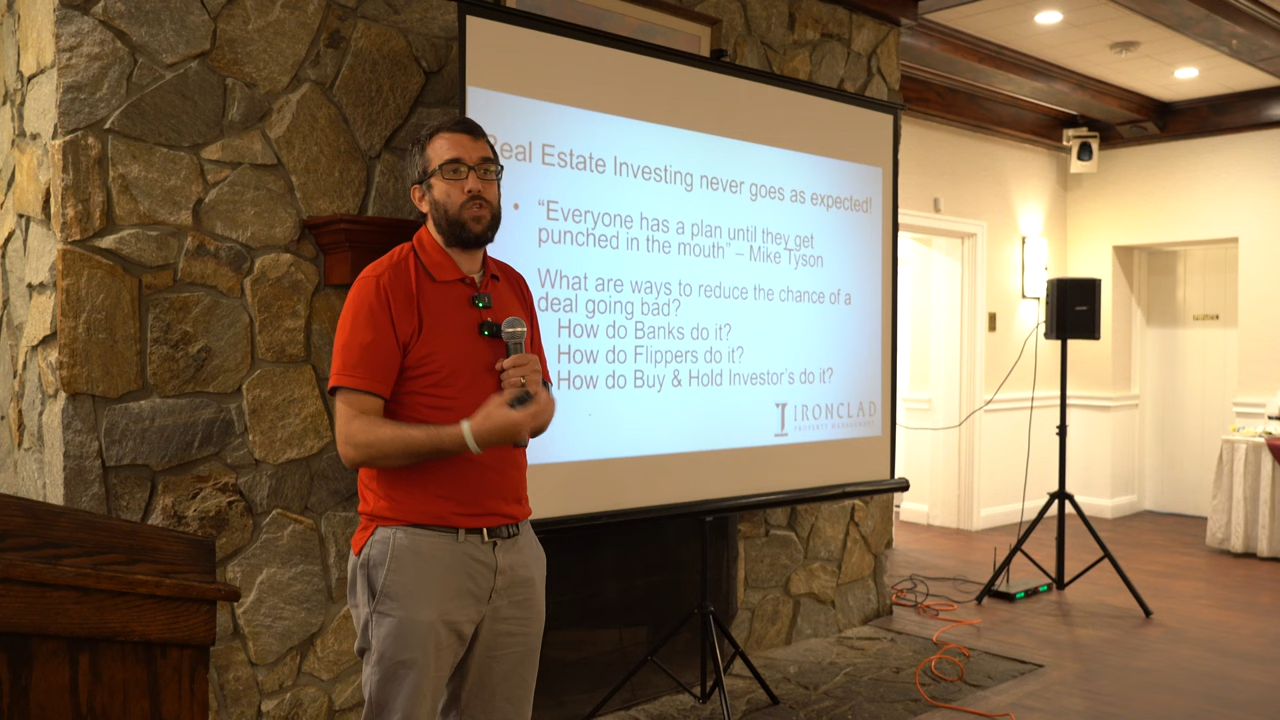 Real Estate Investing never goes as expected!
• “Everyone has a plan until they get
punched in the mouth” – Mike Tyson
What are ways to reduce the chance of a
deal going bad?
How do Banks do it?
How do Flippers do it?
How do Buy & Hold Investor’s do it?
IRONCLAD
PROPERTY MANAGEMENT